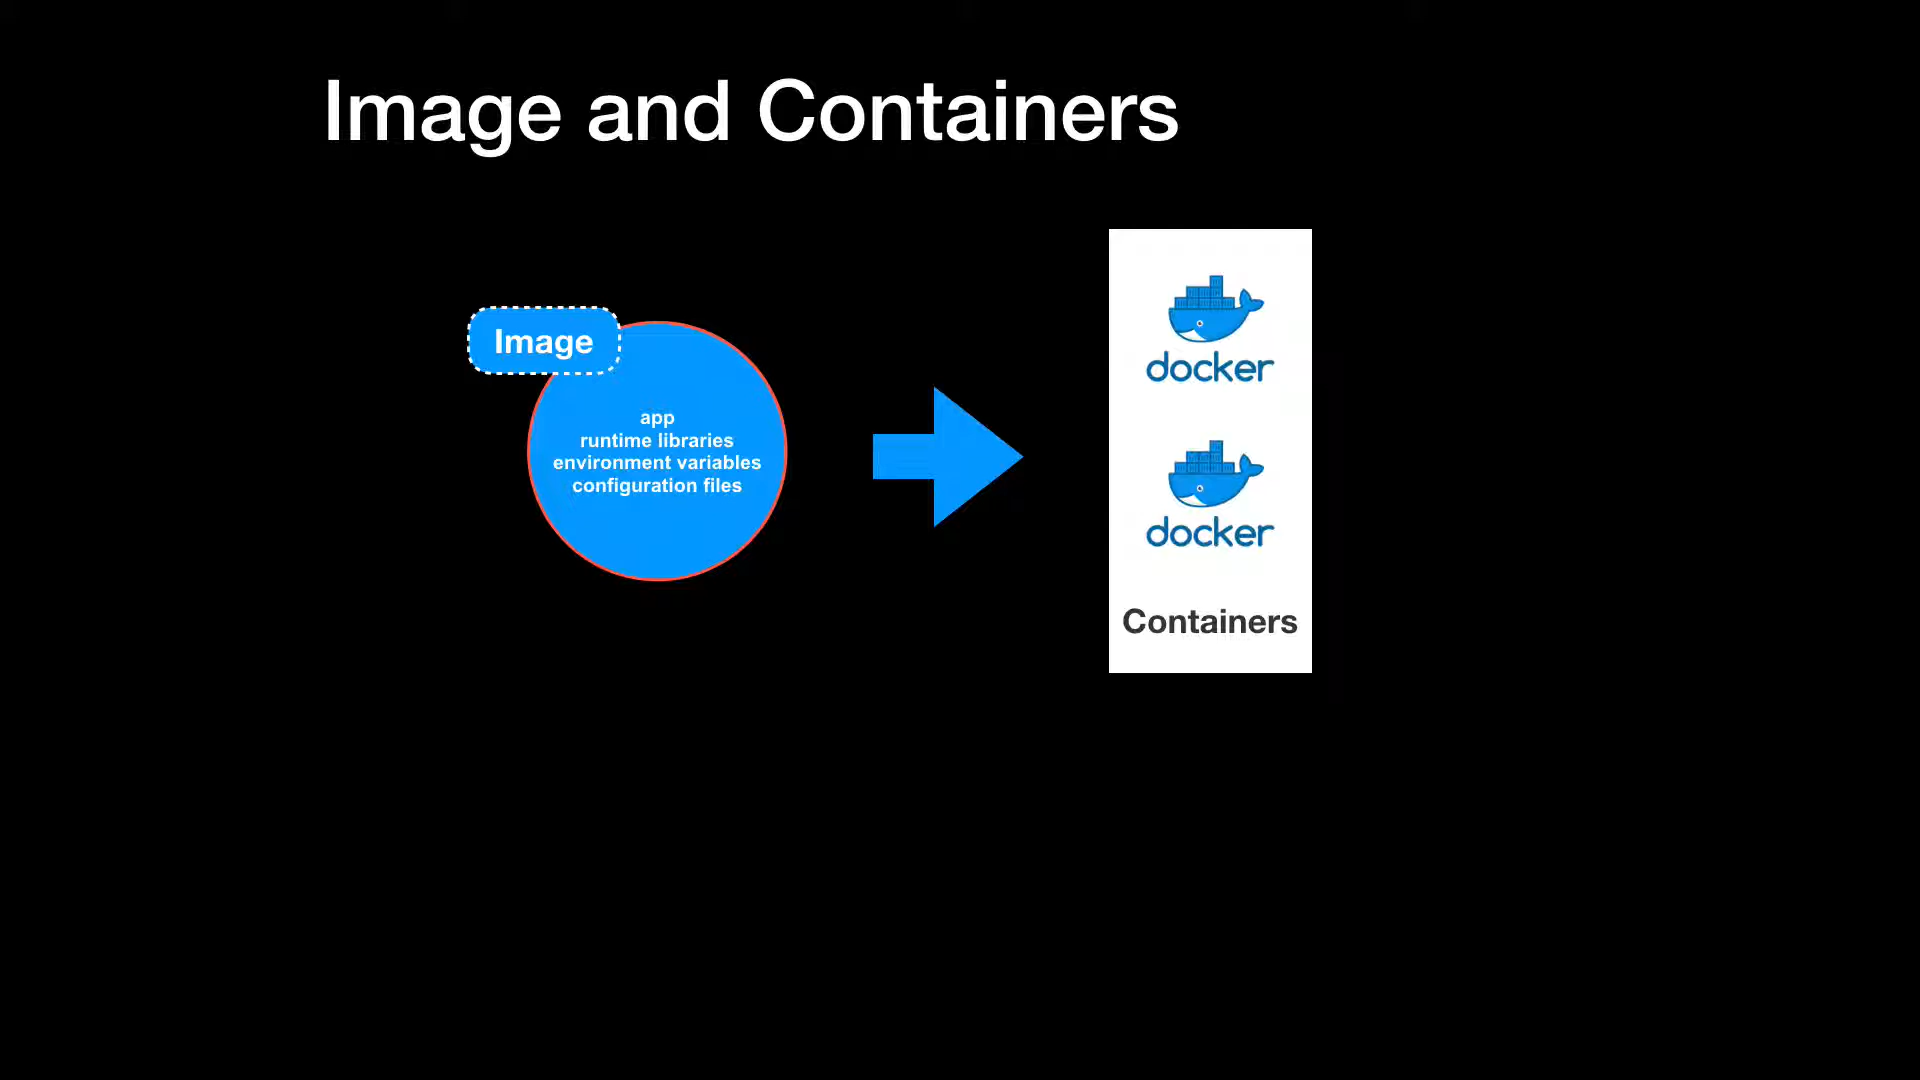 Image and Containers
Image
app
runtime libraries
environment variables
configuration files
docker
docker
Containers